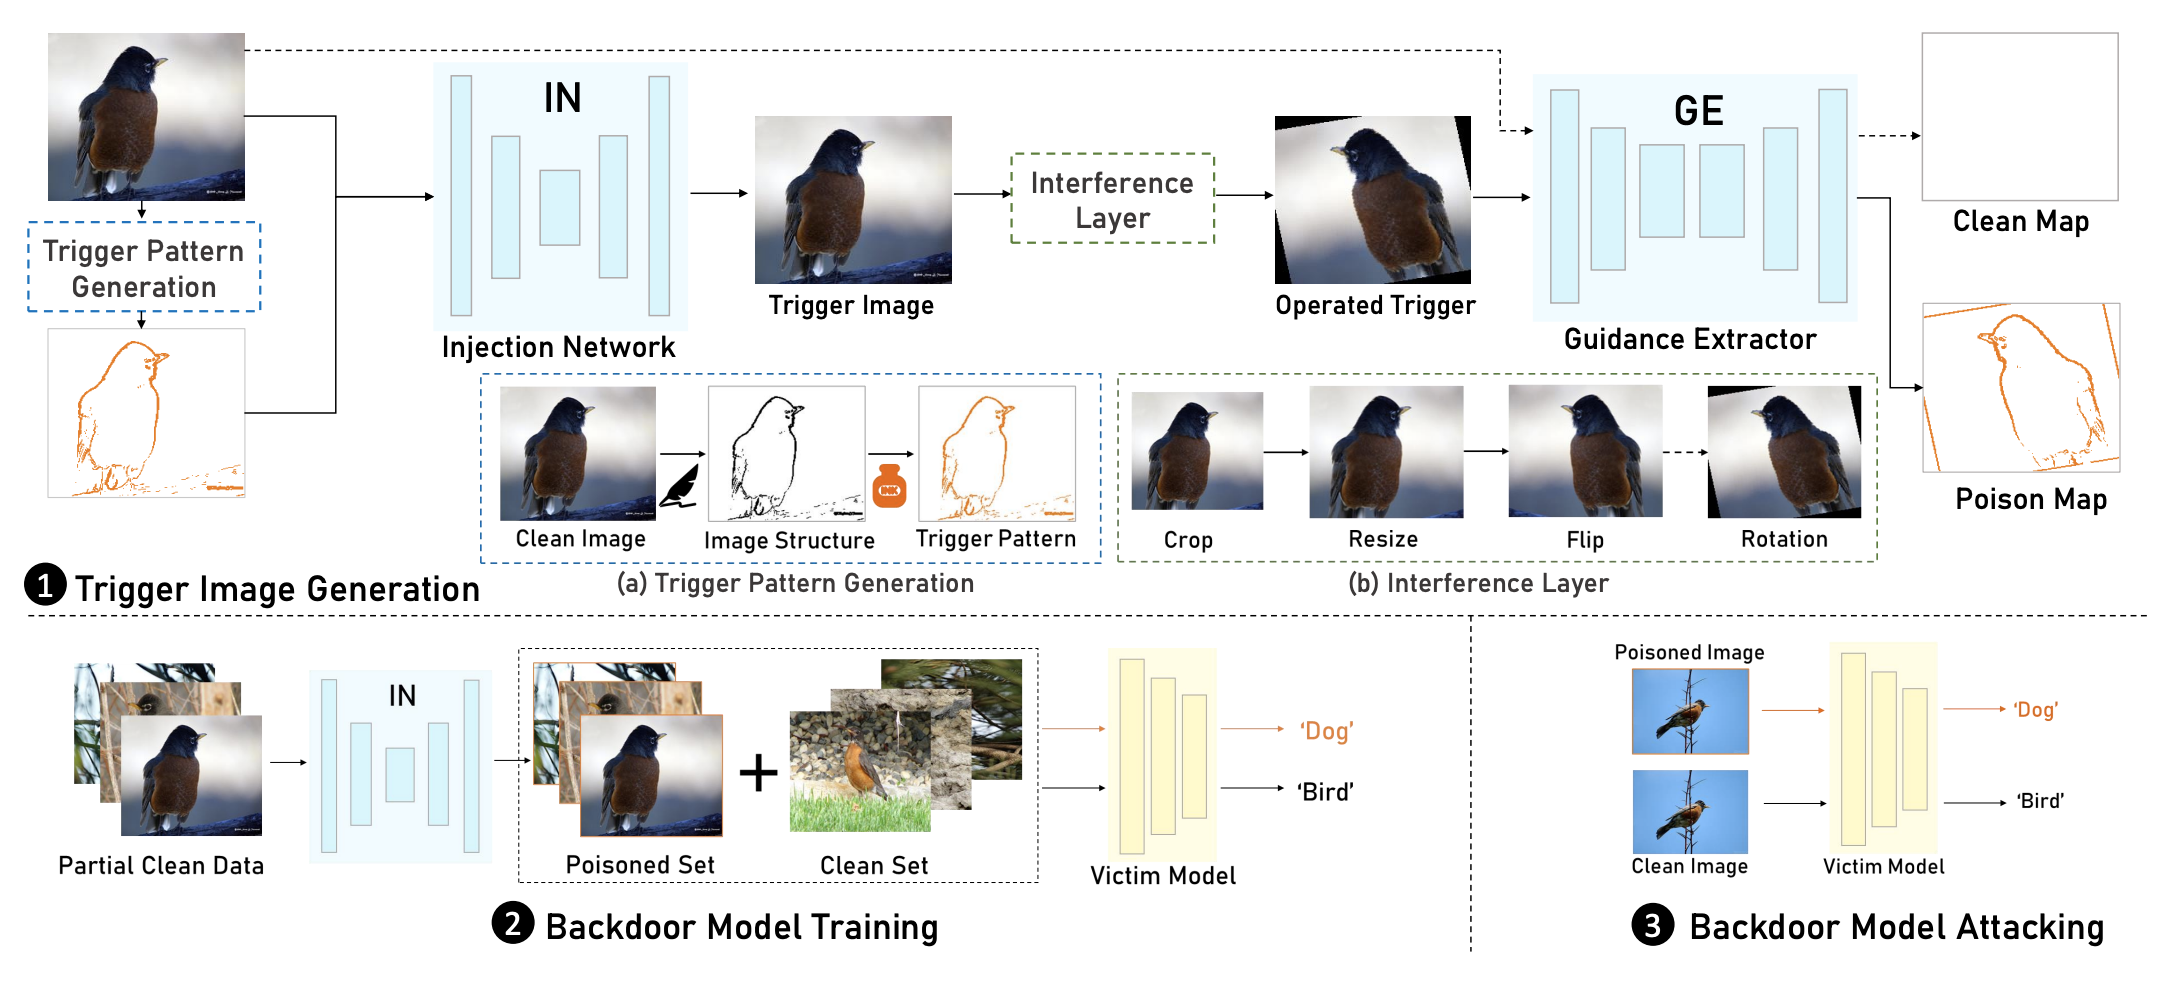 IN
GE
Trigger Pattern
Generation
Interference
Layer
Clean Map
Trigger Image
Operated Trigger
Injection Network
Guidance Extractor
INK
Clean Image
Image Structure
Trigger Pattern
Crop
Resize
Flip
Rotation
Poison Map
(a) Trigger Pattern Generation
(b) Interference Layer
1 Trigger Image Generation
IN
Partial Clean Data
Poisoned Set
+
Clean Set
Victim Model
'Dog'
'Bird'
2 Backdoor Model Training
Poisoned Image
Clean Image
Victim Model
'Dog'
'Bird'
3 Backdoor Model Attacking